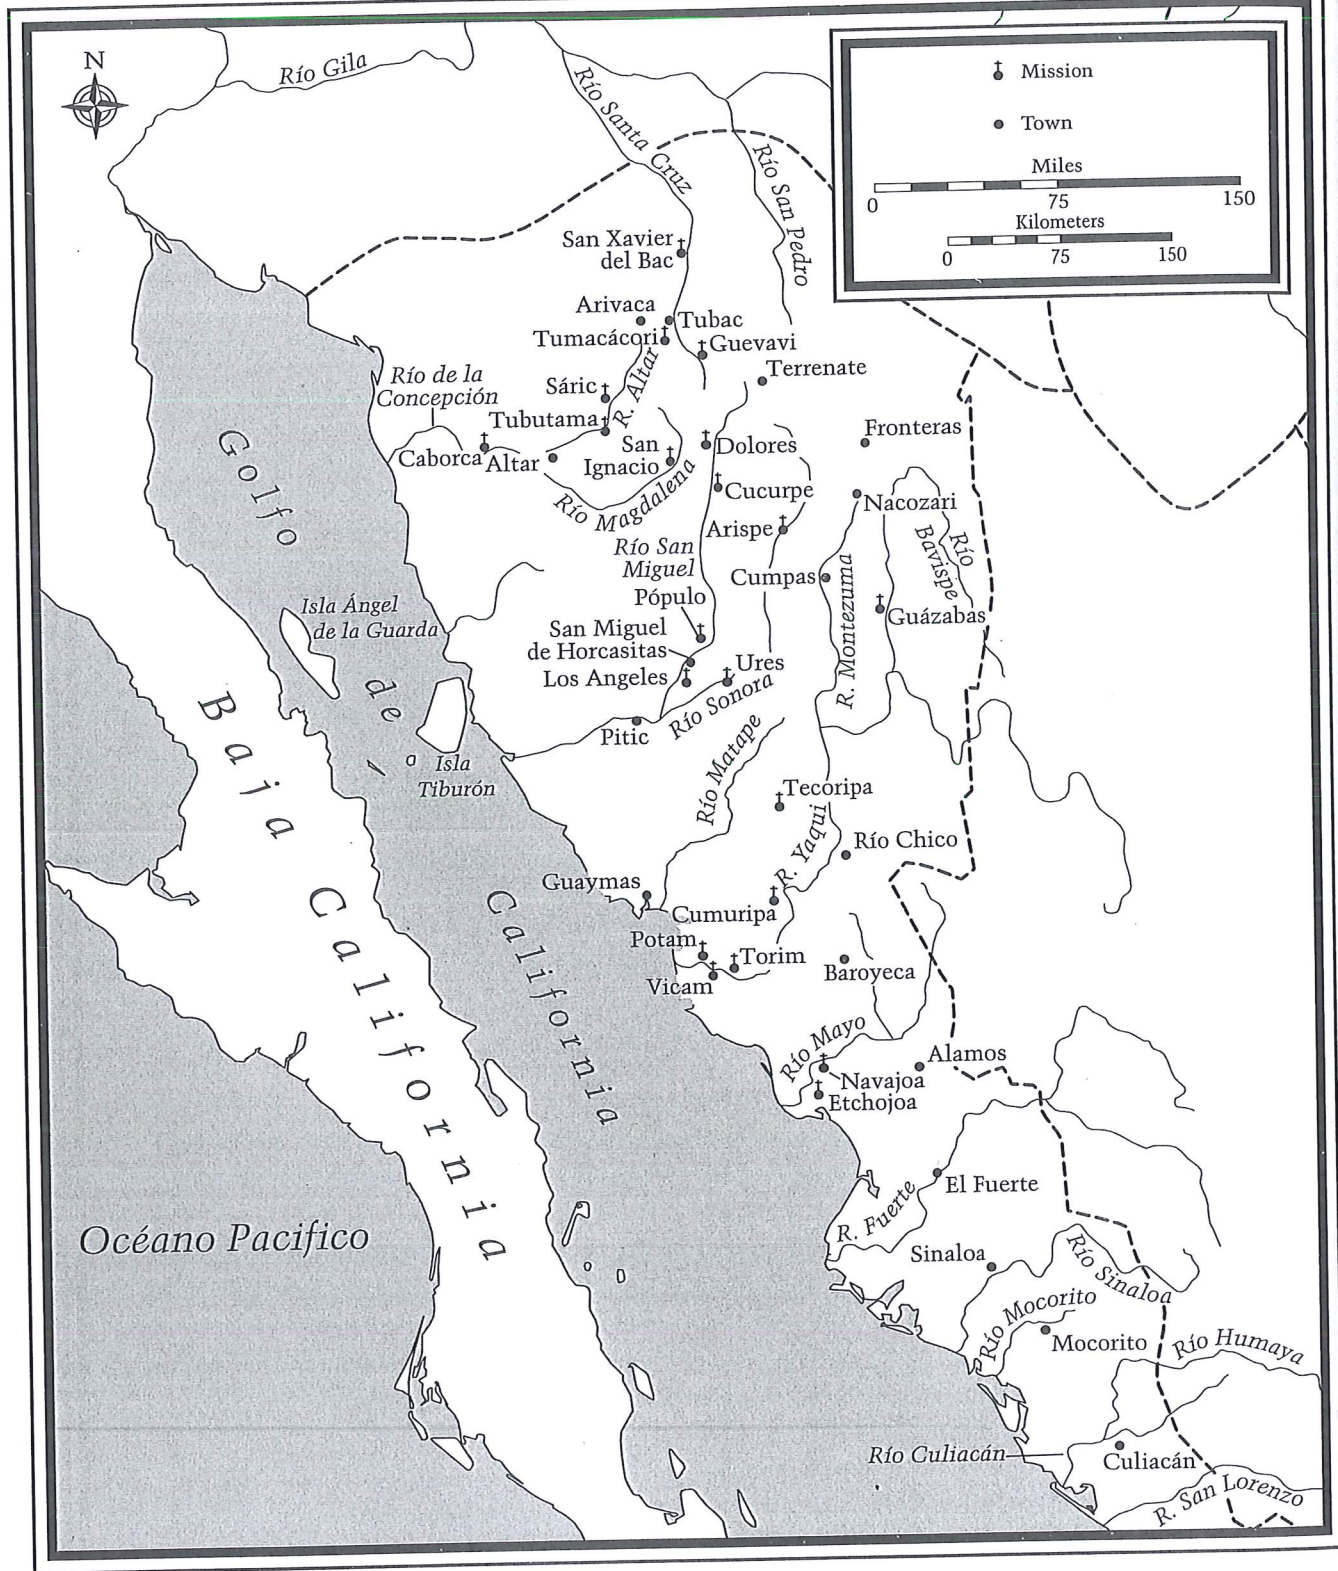 N
Río Gila
Río Santa Cruz
Río San Pedro
Mission
Town
Miles
0 75 150
Kilometers
0 75 150
San Xavier
del Bac
Arivaca
Tubac
Tumacácori
Guevavi
R. Altar
Terrenate
Río de la
Concepción
Sáric
Tubutama
Fronteras
Caborca
Altar
San
Ignacio
Dolores
Río Magdalena
Cucurpe
Nacozari
Arispe
Río
Bavispe
Río San
Miguel
Cumpas
R. Montezuma
Guázabas
Pópulo
San Miguel
de Horcasitas
Los Angeles
Ures
Río Sonora
Pitic
Golfo
de
California
Isla Ángel
de la Guarda
Isla
Tiburón
Baja
California
Río Matape
Tecoripa
R. Yaqui
Río Chico
Guaymas
Cumuripa
Potam
Torim
Vicam
Baroyeca
Río Mayo
Alamos
Navajoa
Etchojoa
R. Fuerte
El Fuerte
Océano Pacifico
Sinaloa
Río Sinaloa
Río Mocorito
Mocorito
Río Humaya
Río Culiacán
Culiacán
R. San Lorenzo